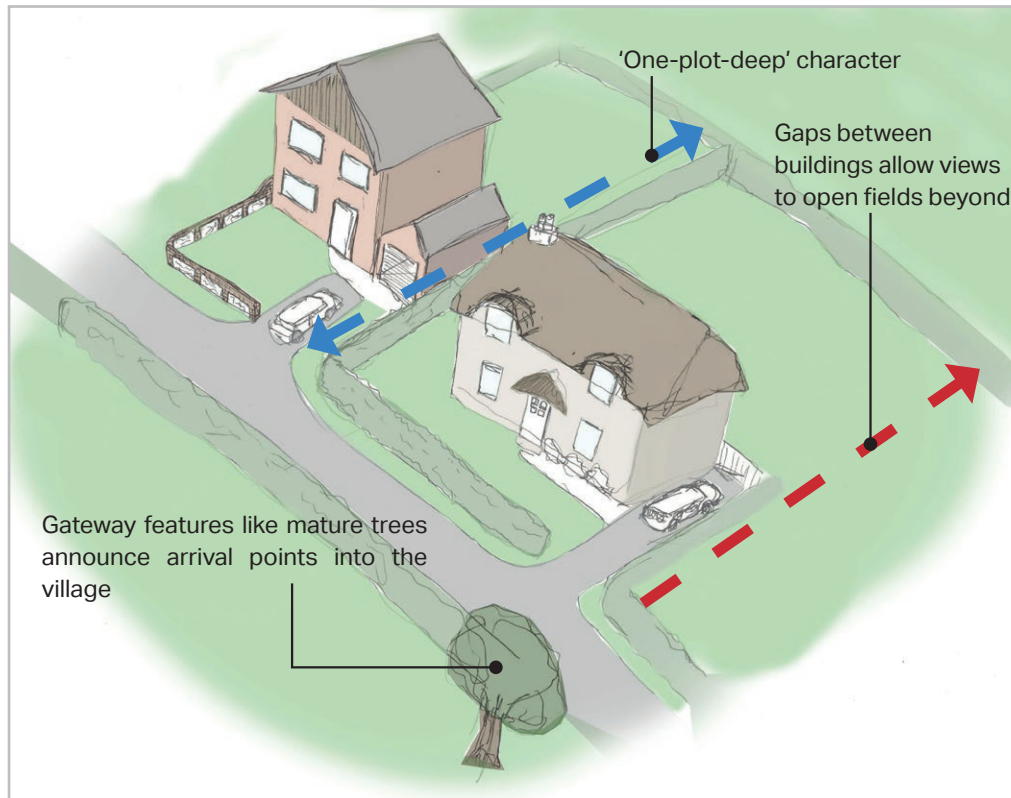 ‘One-plot-deep’ character
Gaps between
buildings allow views
to open fields beyond
Gateway features like mature trees
announce arrival points into the
village